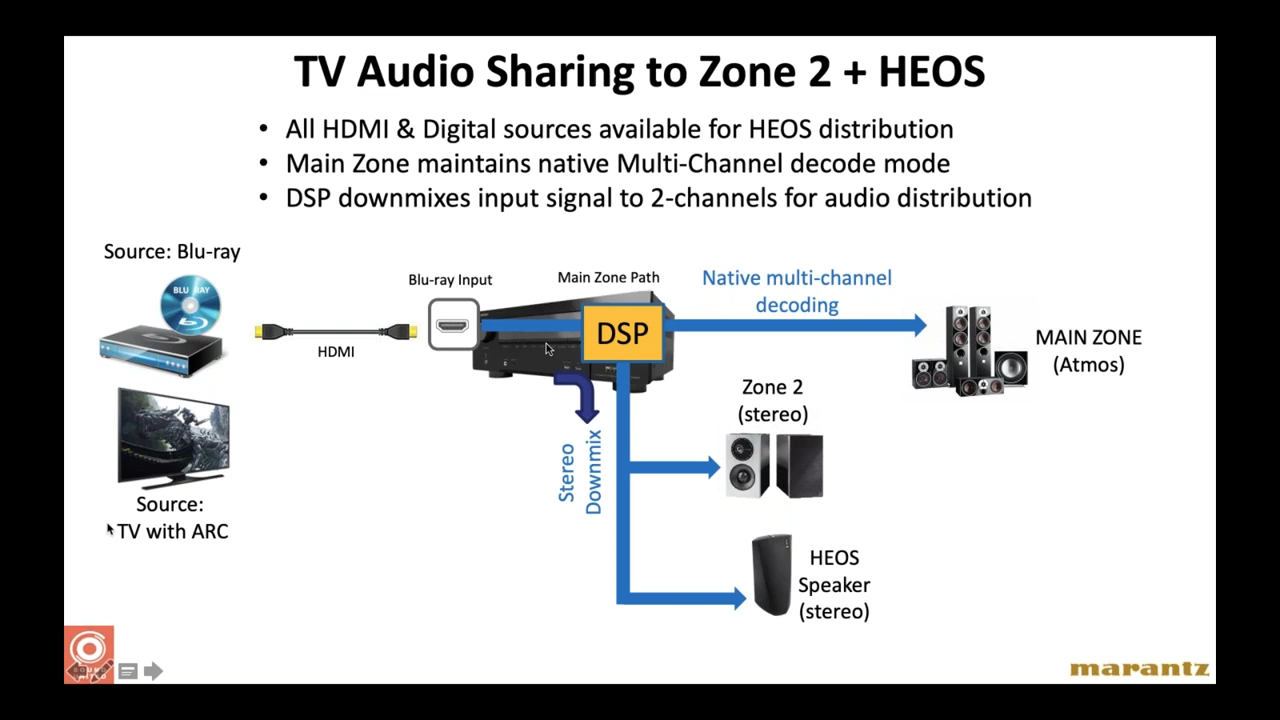 TV Audio Sharing to Zone 2 + HEOS
• All HDMI & Digital sources available for HEOS distribution
• Main Zone maintains native Multi-Channel decode mode
• DSP downmixes input signal to 2-channels for audio distribution
Source: Blu-ray
BLU RAY
HDMI
Blu-ray Input
Main Zone Path
DSP
Native multi-channel
decoding
MAIN ZONE
(Atmos)
Zone 2
(stereo)
Stereo
Downmix
Source:
TV with ARC
HEOS
Speaker
(stereo)
marantz